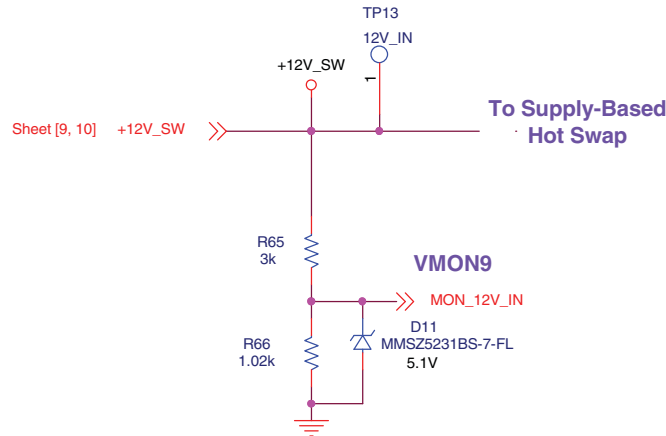 TP13
12V_IN
+12V_SW
1
To Supply-Based
Hot Swap
Sheet [9, 10] +12V_SW
R65
3k
VMON9
MON_12V_IN
D11
MMSZ5231BS-7-FL
5.1V
R66
1.02k